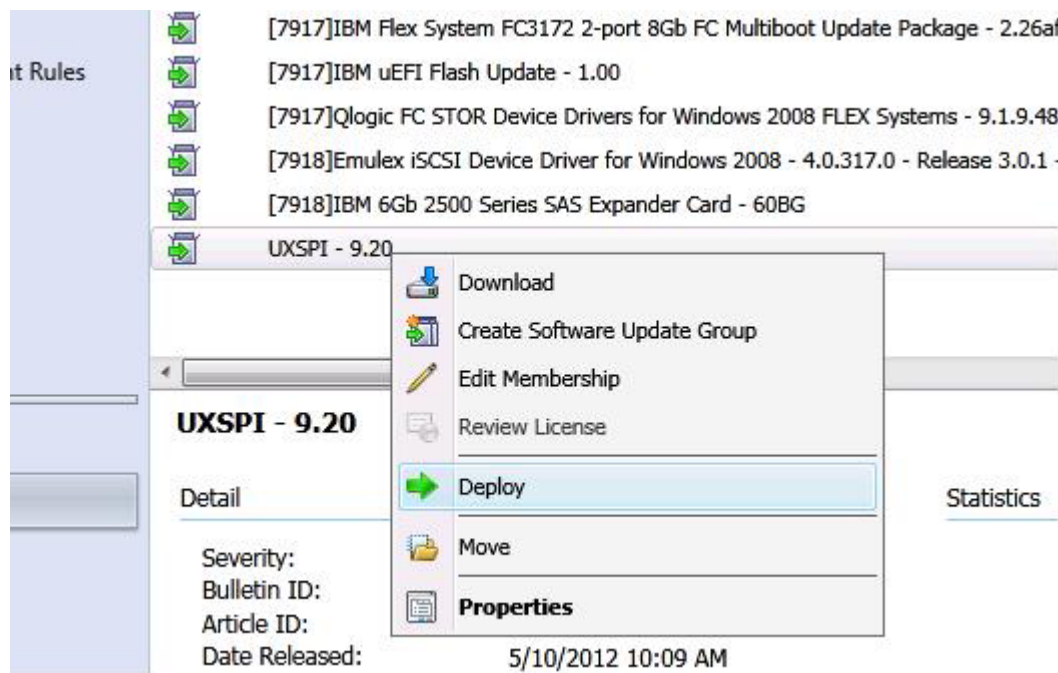 [7917]IBM Flex System FC3172 2-port 8Gb FC Multiboot Update Package - 2.26a
nt Rules
[7917]IBM uEFI Flash Update - 1.00
[7917]Qlogic FC STOR Device Drivers for Windows 2008 FLEX Systems - 9.1.9.48
[7918]Emulex iSCSI Device Driver for Windows 2008 - 4.0.317.0 - Release 3.0.1 -
[7918]IBM 6Gb 2500 Series SAS Expander Card - 60BG
UXSPI - 9.20
Download
Create Software Update Group
Edit Membership
UXSPI - 9.20
Review License
Deploy
Detail
Statistics
Move
Severity:
Bulletin ID:
Properties
Article ID:
Date Released: 5/10/2012 10:09 AM